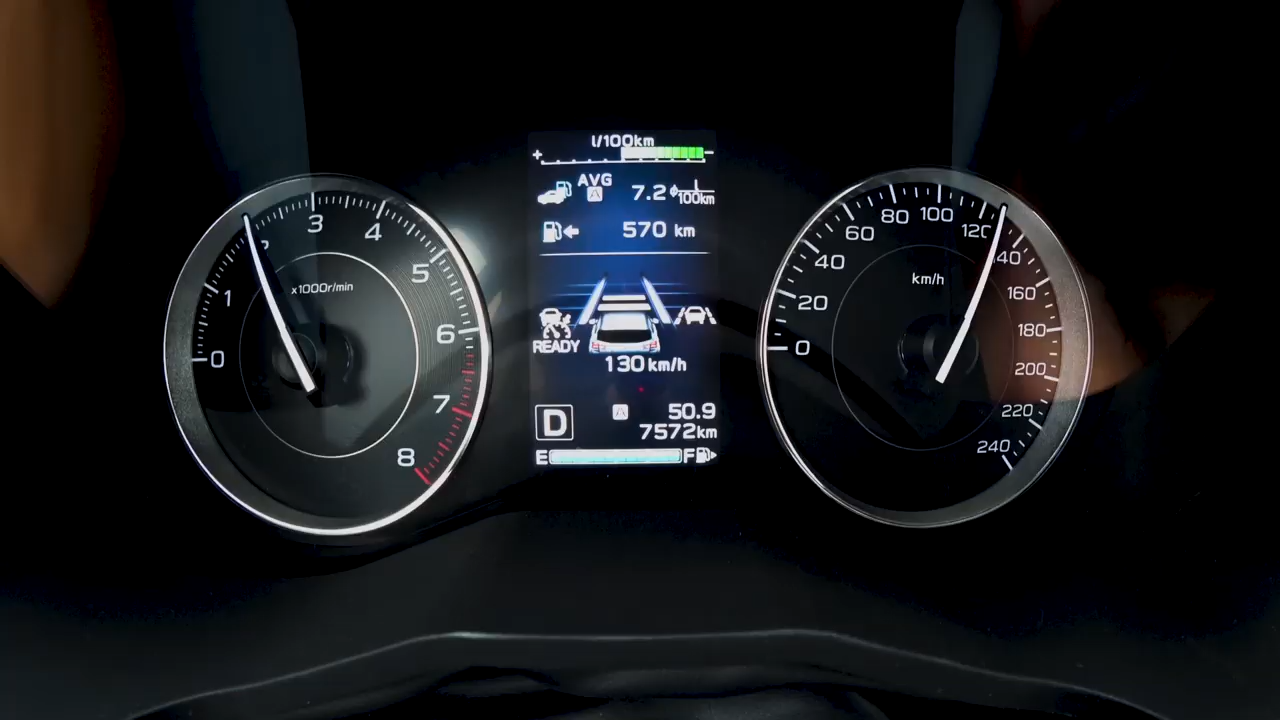 l/100km
+ -
AVG
A 7.2 l/100km
570 km
READY
130 km/h
D
A 50.9
7572km
E F
0
1
3
4
5
6
7
8
x1000r/min
0
20
40
60
80
100
120
160
180
200
220
240
km/h